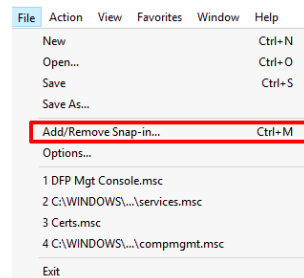 File Action View Favorites Window Help
New Ctrl+N
Open... Ctrl+O
Save Ctrl+S
Save As...
Add/Remove Snap-in... Ctrl+M
Options...
1 DFP Mgt Console.msc
2 C:\WINDOWS\...\services.msc
3 Certs.msc
4 C:\WINDOWS\...\compmgmt.msc
Exit